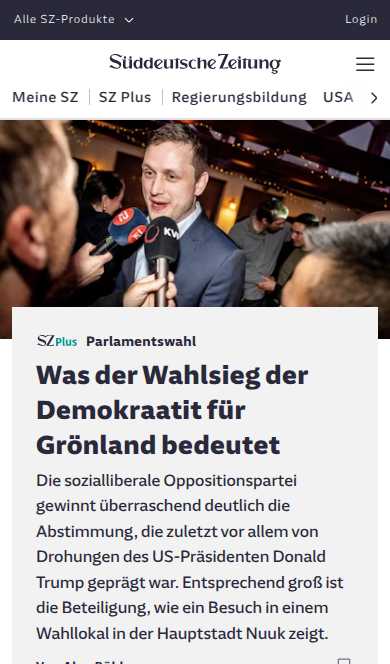 Alle SZ-Produkte
Login
Süddeutsche Zeitung
Meine SZ
SZ Plus
Regierungsbildung
USA
KW
SZ Plus Parlamentswahl
Was der Wahlsieg der
Demokraatit für
Grönland bedeutet
Die sozialliberale Oppositionspartei
gewinnt überraschend deutlich die
Abstimmung, die zuletzt vor allem von
Drohungen des US-Präsidenten Donald
Trump geprägt war. Entsprechend groß ist
die Beteiligung, wie ein Besuch in einem
Wahllokal in der Hauptstadt Nuuk zeigt.